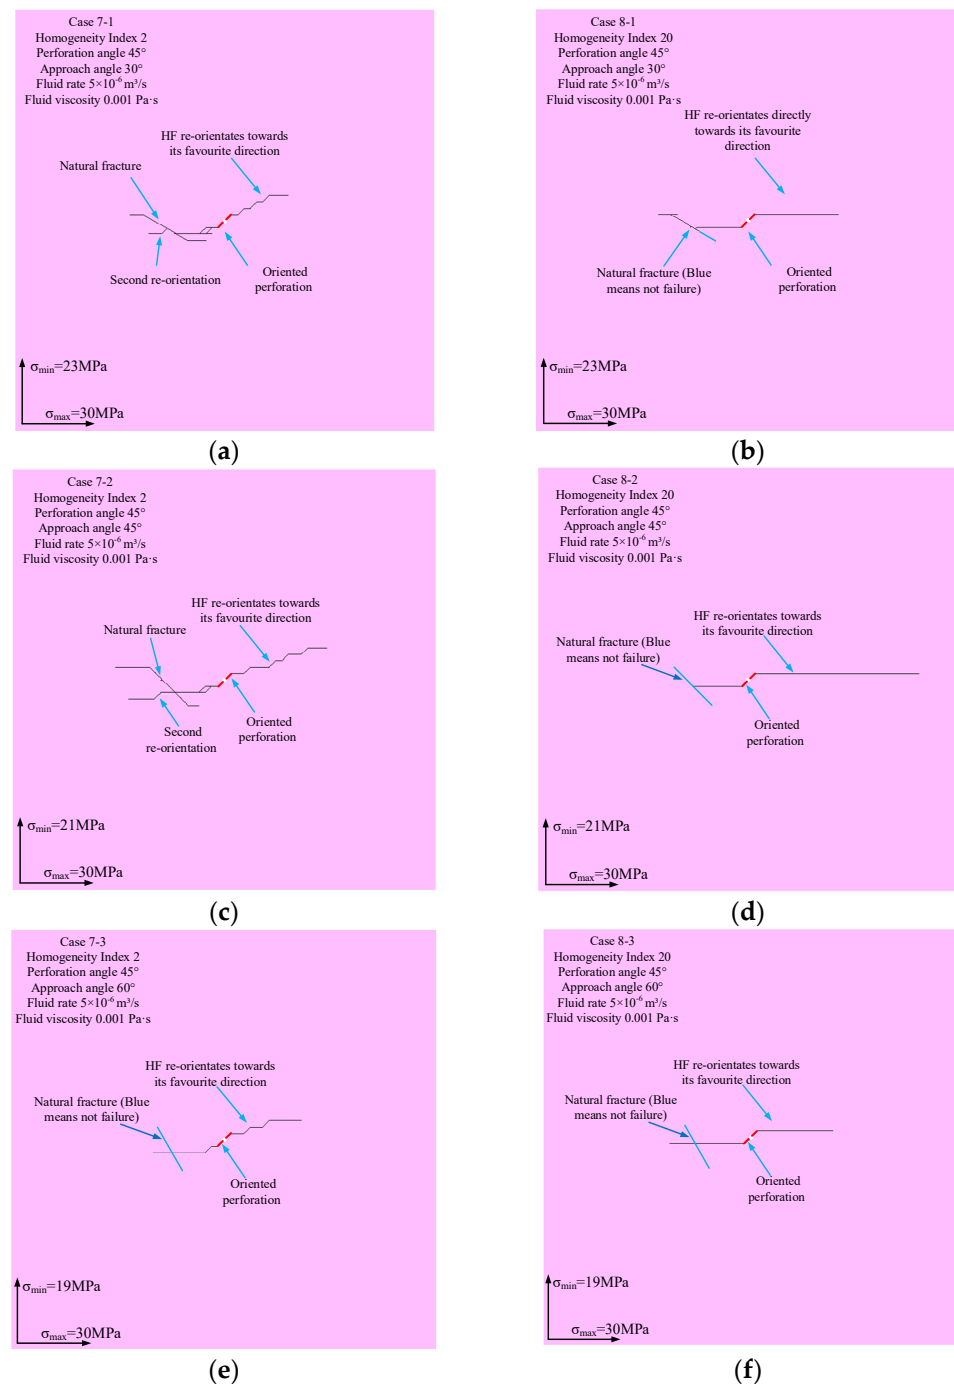 Case 7-1
Homogeneity Index 2
Perforation angle 45°
Approach angle 30°
Fluid rate 5×10⁻⁶ m³/s
Fluid viscosity 0.001 Pa·s
HF re-orientates towards
its favourite direction
Natural fracture
Second re-orientation
Oriented
perforation
σmin=23MPa
σmax=30MPa
(a)
Case 8-1
Homogeneity Index 20
Perforation angle 45°
Approach angle 30°
Fluid rate 5×10⁻⁶ m³/s
Fluid viscosity 0.001 Pa·s
HF re-orientates directly
towards its favourite
direction
Natural fracture (Blue
means not failure)
Oriented
perforation
σmin=23MPa
σmax=30MPa
(b)
Case 7-2
Homogeneity Index 2
Perforation angle 45°
Approach angle 45°
Fluid rate 5×10⁻⁶ m³/s
Fluid viscosity 0.001 Pa·s
HF re-orientates towards
its favourite direction
Natural fracture
Second
re-orientation
Oriented
perforation
σmin=21MPa
σmax=30MPa
(c)
Case 8-2
Homogeneity Index 20
Perforation angle 45°
Approach angle 45°
Fluid rate 5×10⁻⁶ m³/s
Fluid viscosity 0.001 Pa·s
HF re-orientates towards
its favourite direction
Natural fracture (Blue
means not failure)
Oriented
perforation
σmin=21MPa
σmax=30MPa
(d)
Case 7-3
Homogeneity Index 2
Perforation angle 45°
Approach angle 60°
Fluid rate 5×10⁻⁶ m³/s
Fluid viscosity 0.001 Pa·s
HF re-orientates towards
its favourite direction
Natural fracture (Blue
means not failure)
Oriented
perforation
σmin=19MPa
σmax=30MPa
(e)
Case 8-3
Homogeneity Index 20
Perforation angle 45°
Approach angle 60°
Fluid rate 5×10⁻⁶ m³/s
Fluid viscosity 0.001 Pa·s
HF re-orientates towards
its favourite direction
Natural fracture (Blue
means not failure)
Oriented
perforation
σmin=19MPa
σmax=30MPa
(f)